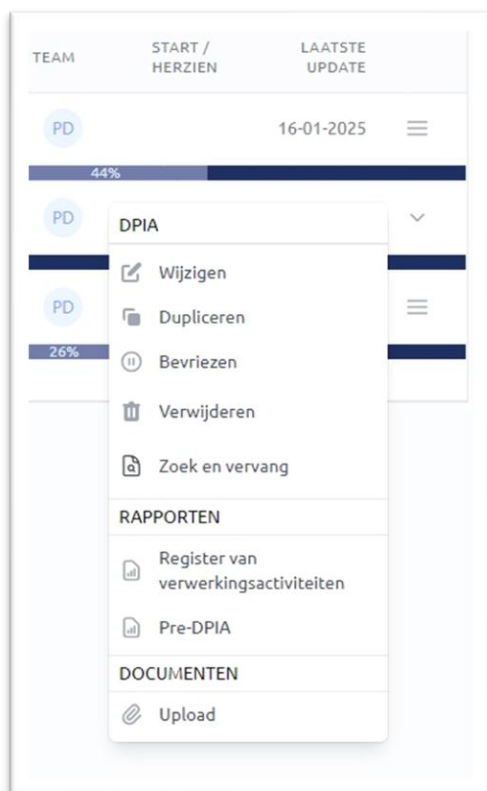 TEAM
START / HERZIEN
LAATSTE UPDATE
PD
16-01-2025
44%
PD
DPIA
Wijzigen
PD
Dupliceren
26%
Bevriezen
Verwijderen
Zoek en vervang
RAPPORTEN
Register van
verwerkingsactiviteiten
Pre-DPIA
DOCUMENTEN
Upload